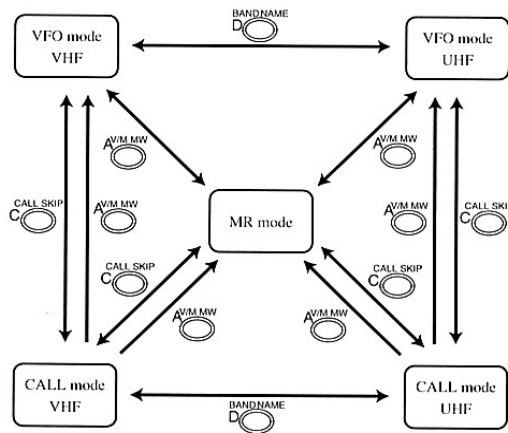 BAND NAME
D
VFO mode
VHF
VFO mode
UHF
V/M MW
A
V/M MW
A
CALL SKIP
C
V/M MW
A
V/M MW
A
CALL SKI
C
MR mode
CALL SKIP
C
CALL SKIP
C
V/M MW
A
V/M MW
A
CALL mode
VHF
CALL mode
UHF
BAND NAME
D